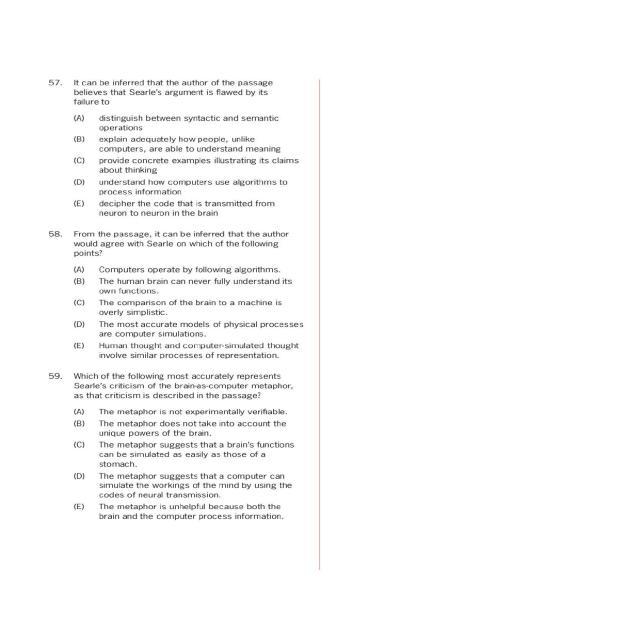 57. It can be inferred that the author of the passage
believes that Searle's argument is flawed by its
failure to
(A) distinguish between syntactic and semantic
operations
(B) explain adequately how people, unlike
computers, are able to understand meaning
(C) provide concrete examples illustrating its claims
about thinking
(D) understand how computers use algorithms to
process information
(E) decipher the code that is transmitted from
neuron to neuron in the brain
58. From the passage, it can be inferred that the author
would agree with Searle on which of the following
points?
(A) Computers operate by following algorithms.
(B) The human brain can never fully understand its
own functions.
(C) The comparison of the brain to a machine is
overly simplistic.
(D) The most accurate models of physical processes
are computer simulations.
(E) Human thought and computer-simulated thought
involve similar processes of representation.
59. Which of the following most accurately represents
Searle's criticism of the brain-as-computer metaphor,
as that criticism is described in the passage?
(A) The metaphor is not experimentally verifiable.
(B) The metaphor does not take into account the
unique powers of the brain.
(C) The metaphor suggests that a brain's functions
can be simulated as easily as those of a
stomach.
(D) The metaphor suggests that a computer can
simulate the workings of the mind by using the
codes of neural transmission.
(E) The metaphor is unhelpful because both the
brain and the computer process information.